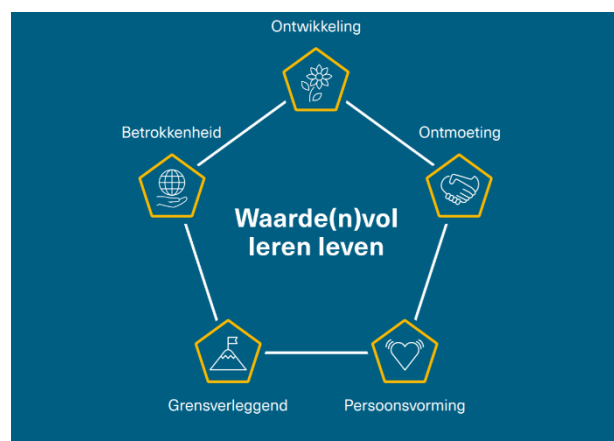 Ontwikkeling
Betrokkenheid
Ontmoeting
Waarde(n)vol
leren leven
Grensverleggend
Persoonsvorming